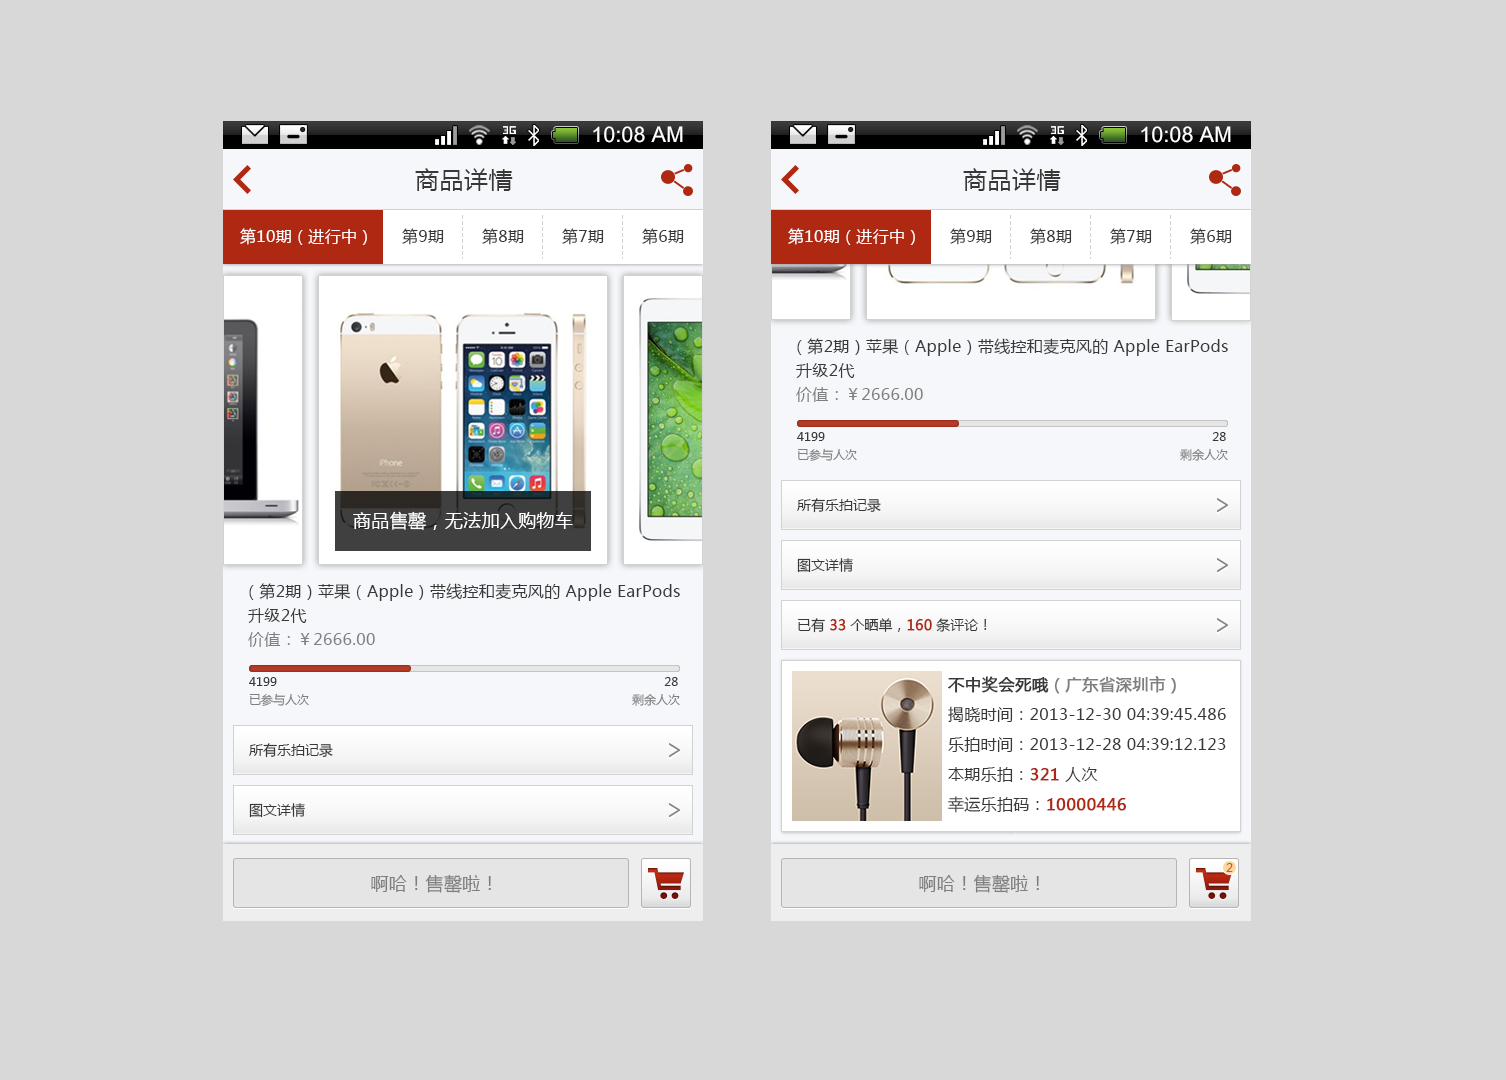 3G 10:08 AM
商品详情
第10期（进行中） 第9期 第8期 第7期 第6期
iPhone
商品售罄，无法加入购物车
（第2期）苹果（Apple）带线控和麦克风的 Apple EarPods
升级2代
价值：￥2666.00
4199 28
已参与人次 剩余人次
所有乐拍记录
图文详情
啊哈！售罄啦！
3G 10:08 AM
商品详情
第10期（进行中） 第9期 第8期 第7期 第6期
（第2期）苹果（Apple）带线控和麦克风的 Apple EarPods
升级2代
价值：￥2666.00
4199 28
已参与人次 剩余人次
所有乐拍记录
图文详情
已有 33 个晒单，160 条评论！
不中奖会死哦（广东省深圳市）
揭晓时间：2013-12-30 04:39:45.486
乐拍时间：2013-12-28 04:39:12.123
本期乐拍：321 人次
幸运乐拍码：10000446
啊哈！售罄啦！ 2